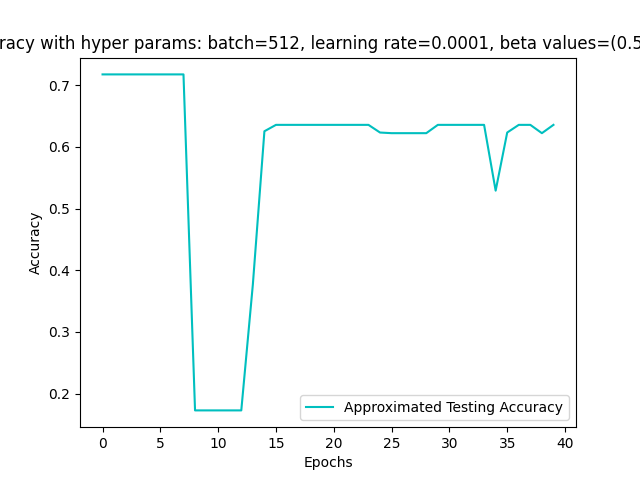 racy with hyper params: batch=512, learning rate=0.0001, beta values=(0.5
0.7
0.6
0.5
0.4
0.3
0.2
Accuracy
Approximated Testing Accuracy
0 5 10 15 20 25 30 35 40
Epochs